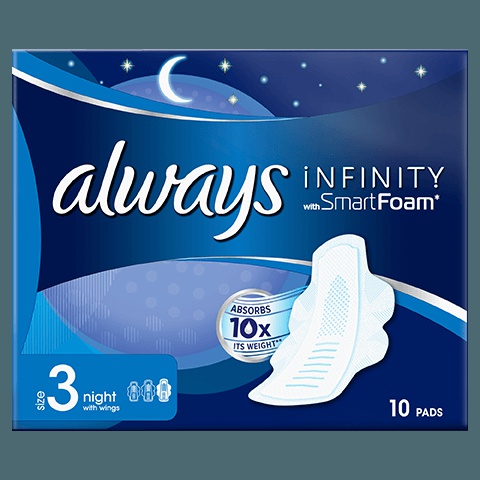 always
iNFINITY
with SmartFoam*
ABSORBS
10x
ITS WEIGHT**
size 3 night
with wings
10 PADS